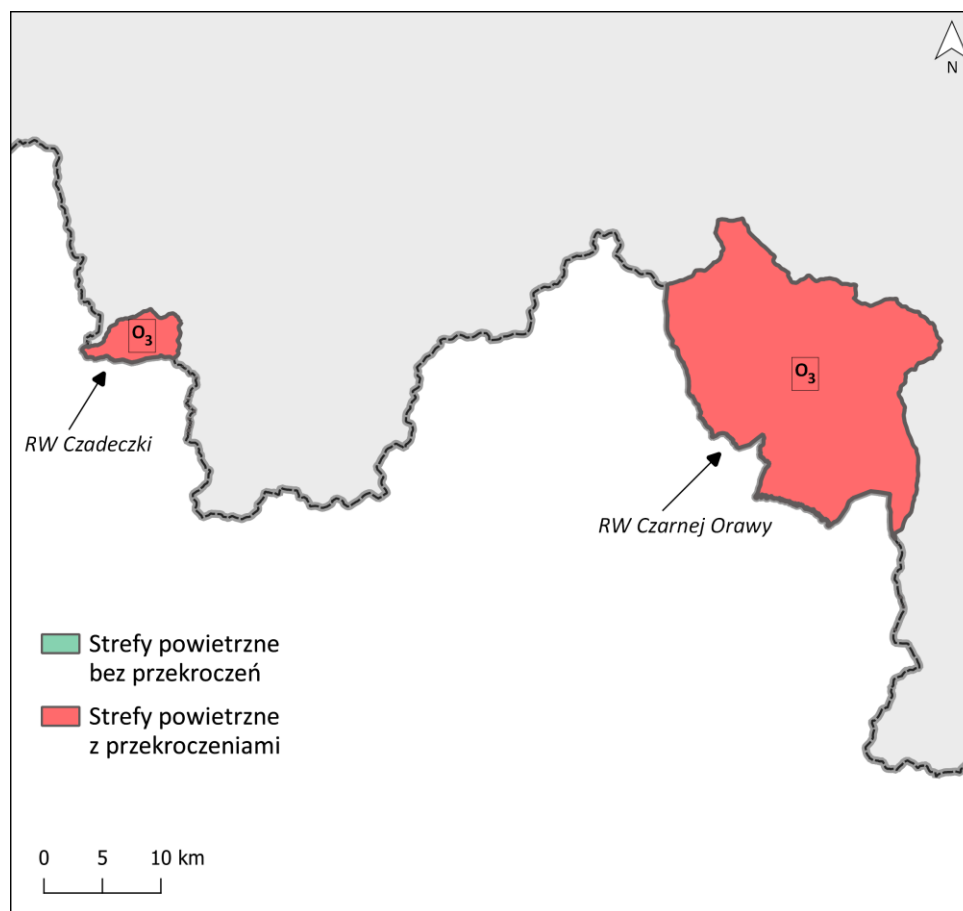 N
O₃
O₃
RW Czadeczki
RW Czarnej Orawy
Strefy powietrzne
bez przekroczeń
Strefy powietrzne
z przekroczeniami
0 5 10 km